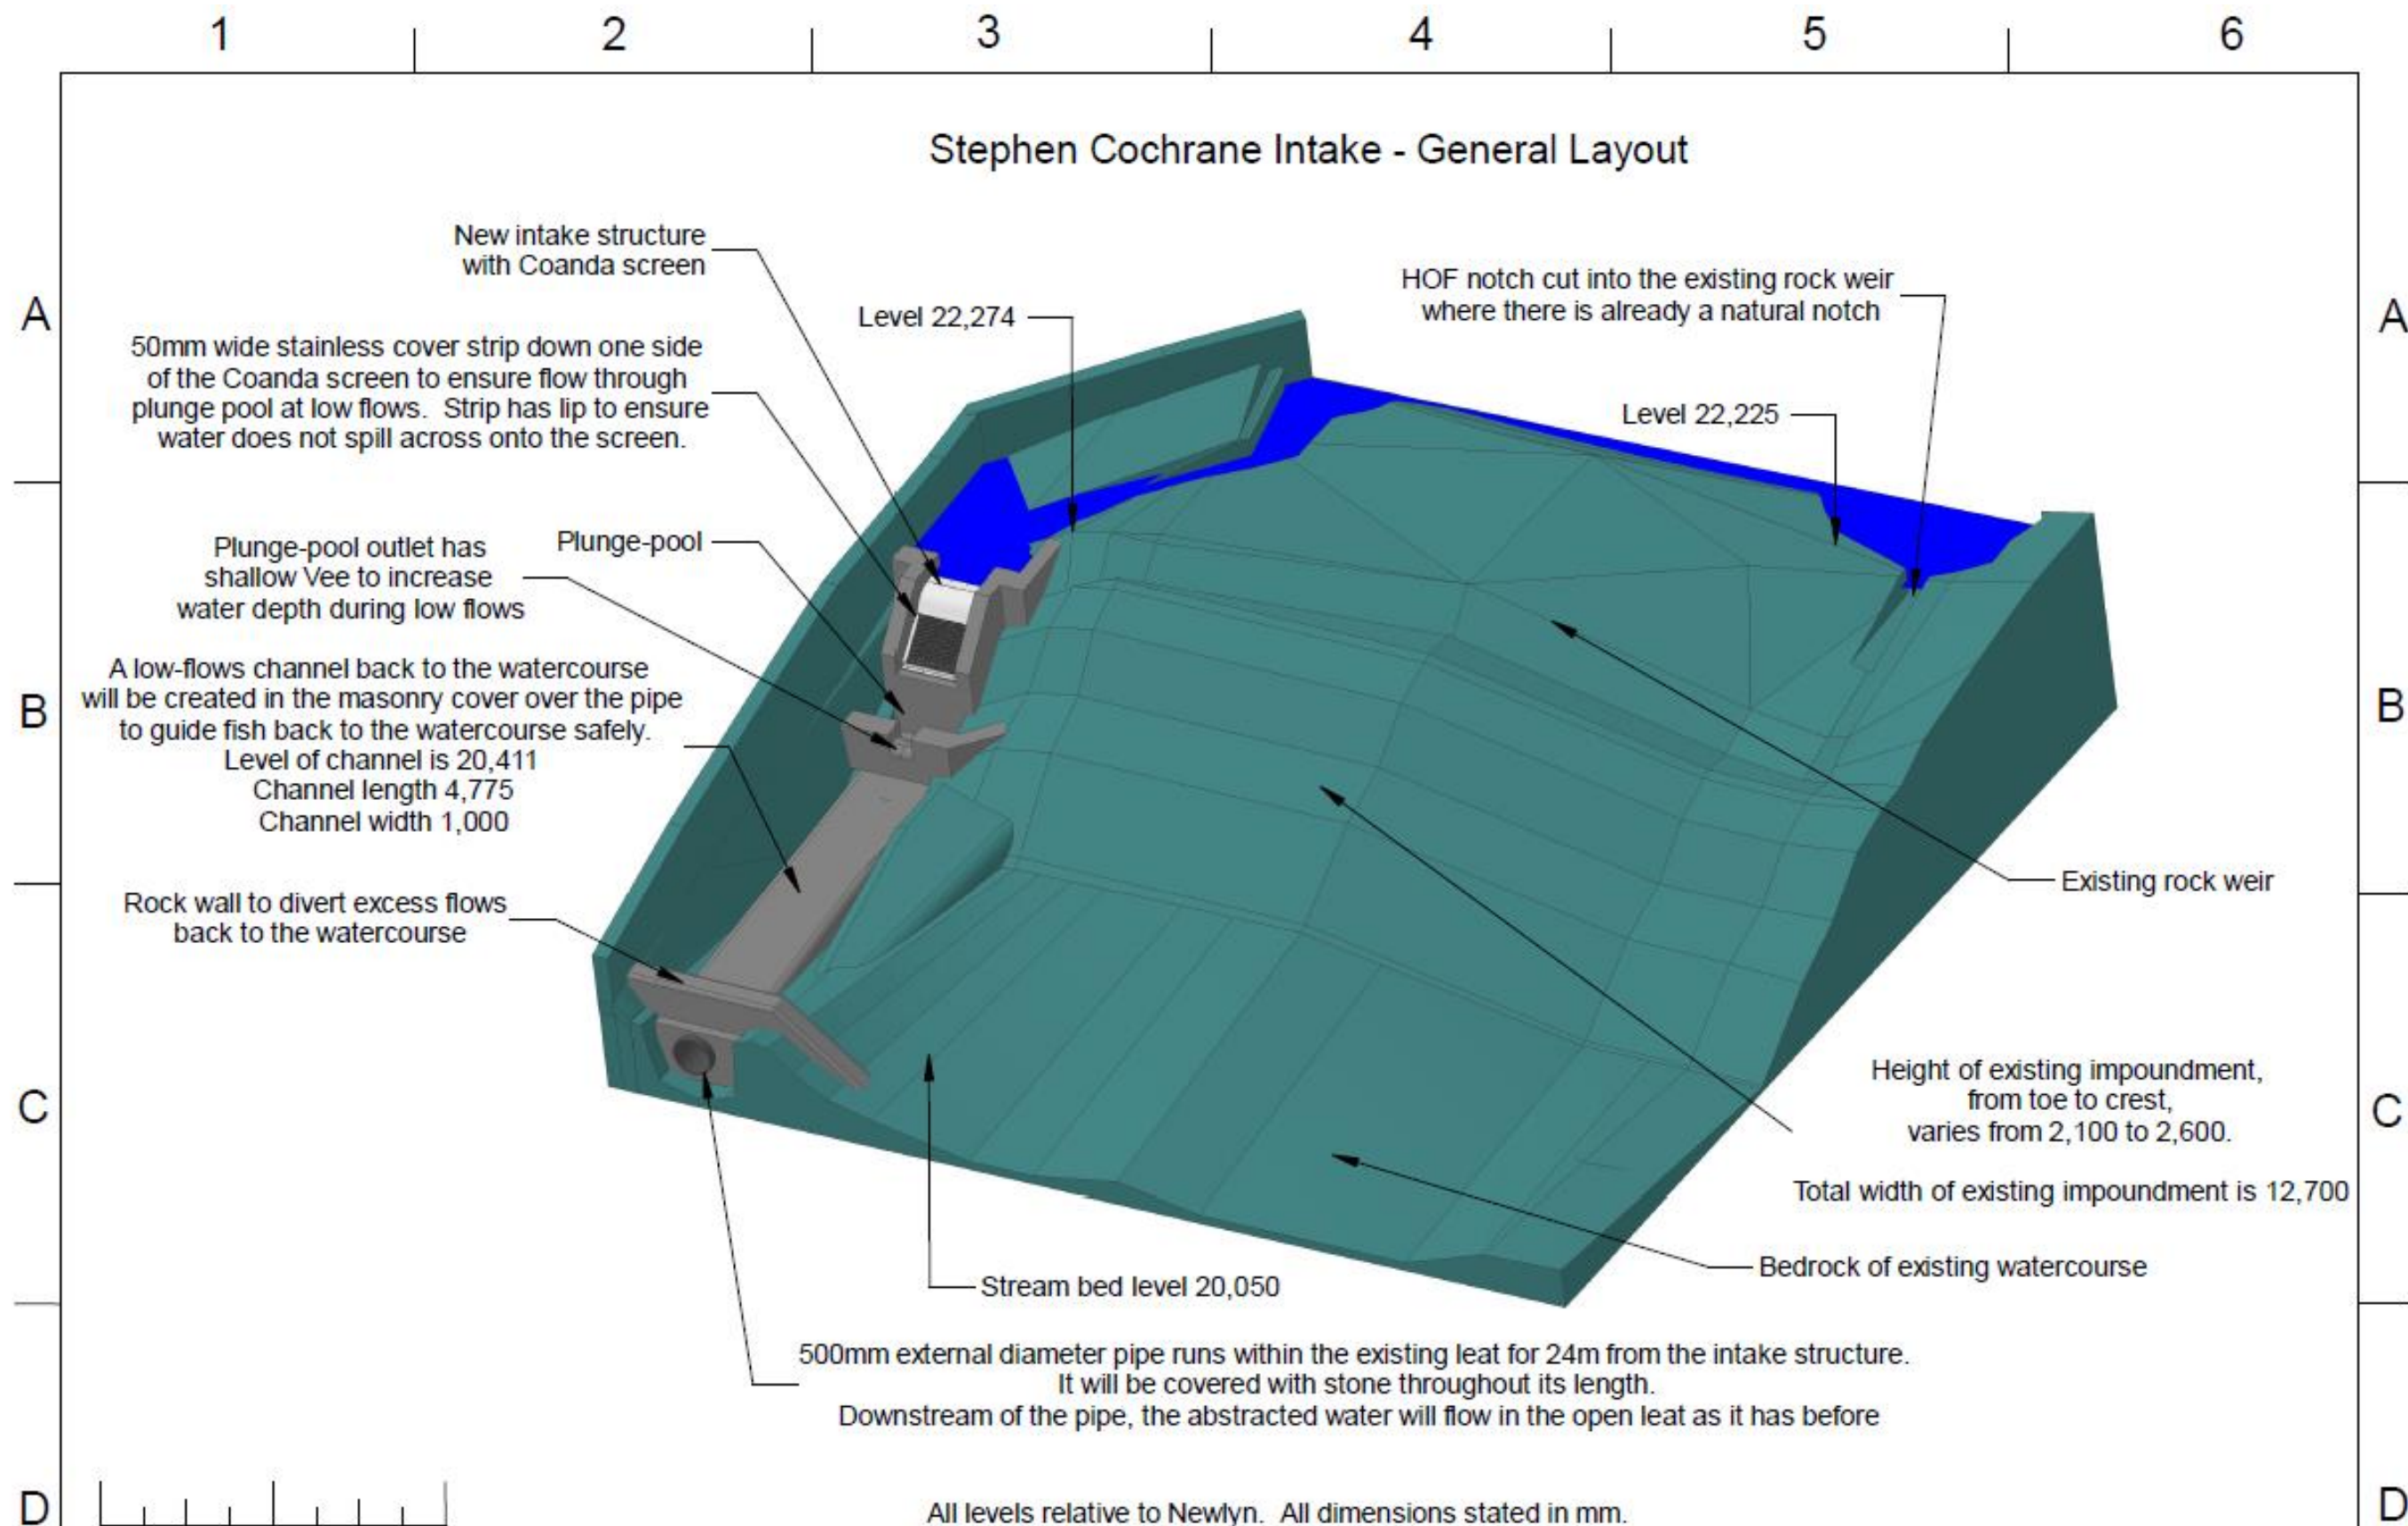 1 2 3 4 5 6
Stephen Cochrane Intake - General Layout
New intake structure
with Coanda screen
HOF notch cut into the existing rock weir
where there is already a natural notch
A
Level 22,274
A
50mm wide stainless cover strip down one side
of the Coanda screen to ensure flow through
plunge pool at low flows. Strip has lip to ensure
water does not spill across onto the screen.
Level 22,225
Plunge-pool outlet has
shallow Vee to increase
water depth during low flows
Plunge-pool
A low-flows channel back to the watercourse
will be created in the masonry cover over the pipe
to guide fish back to the watercourse safely.
Level of channel is 20,411
Channel length 4,775
Channel width 1,000
B
B
Existing rock weir
Rock wall to divert excess flows
back to the watercourse
Height of existing impoundment,
from toe to crest,
varies from 2,100 to 2,600.
C
C
Total width of existing impoundment is 12,700
Bedrock of existing watercourse
Stream bed level 20,050
500mm external diameter pipe runs within the existing leat for 24m from the intake structure.
It will be covered with stone throughout its length.
Downstream of the pipe, the abstracted water will flow in the open leat as it has before
D
All levels relative to Newlyn. All dimensions stated in mm.
D